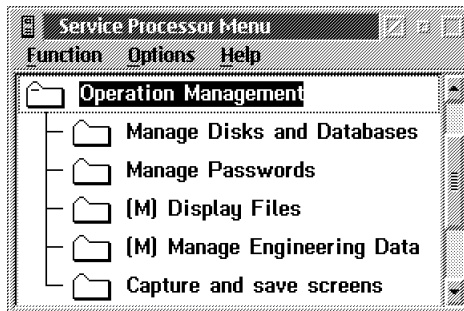 Service Processor Menu
Function Options Help
Operation Management
Manage Disks and Databases
Manage Passwords
(M) Display Files
(M) Manage Engineering Data
Capture and save screens